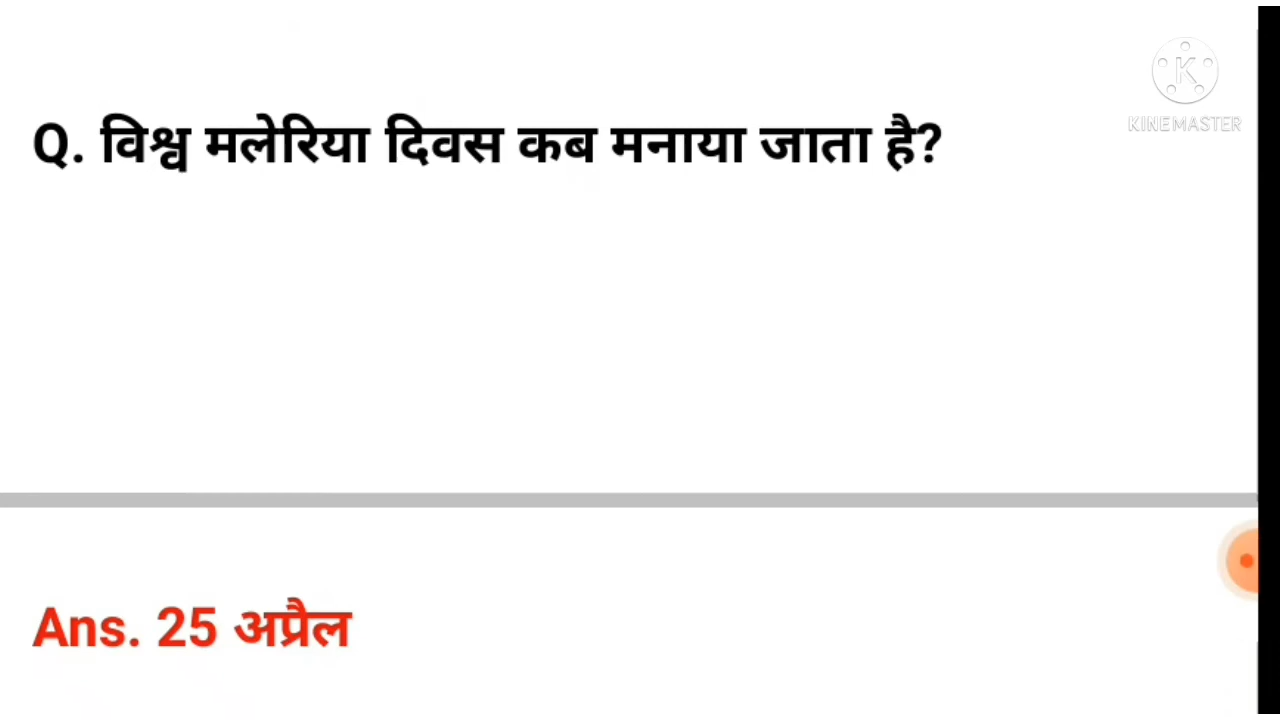 Q. विश्व मलेरिया दिवस कब मनाया जाता है?
K
KINEMASTER
Ans. 25 अप्रैल